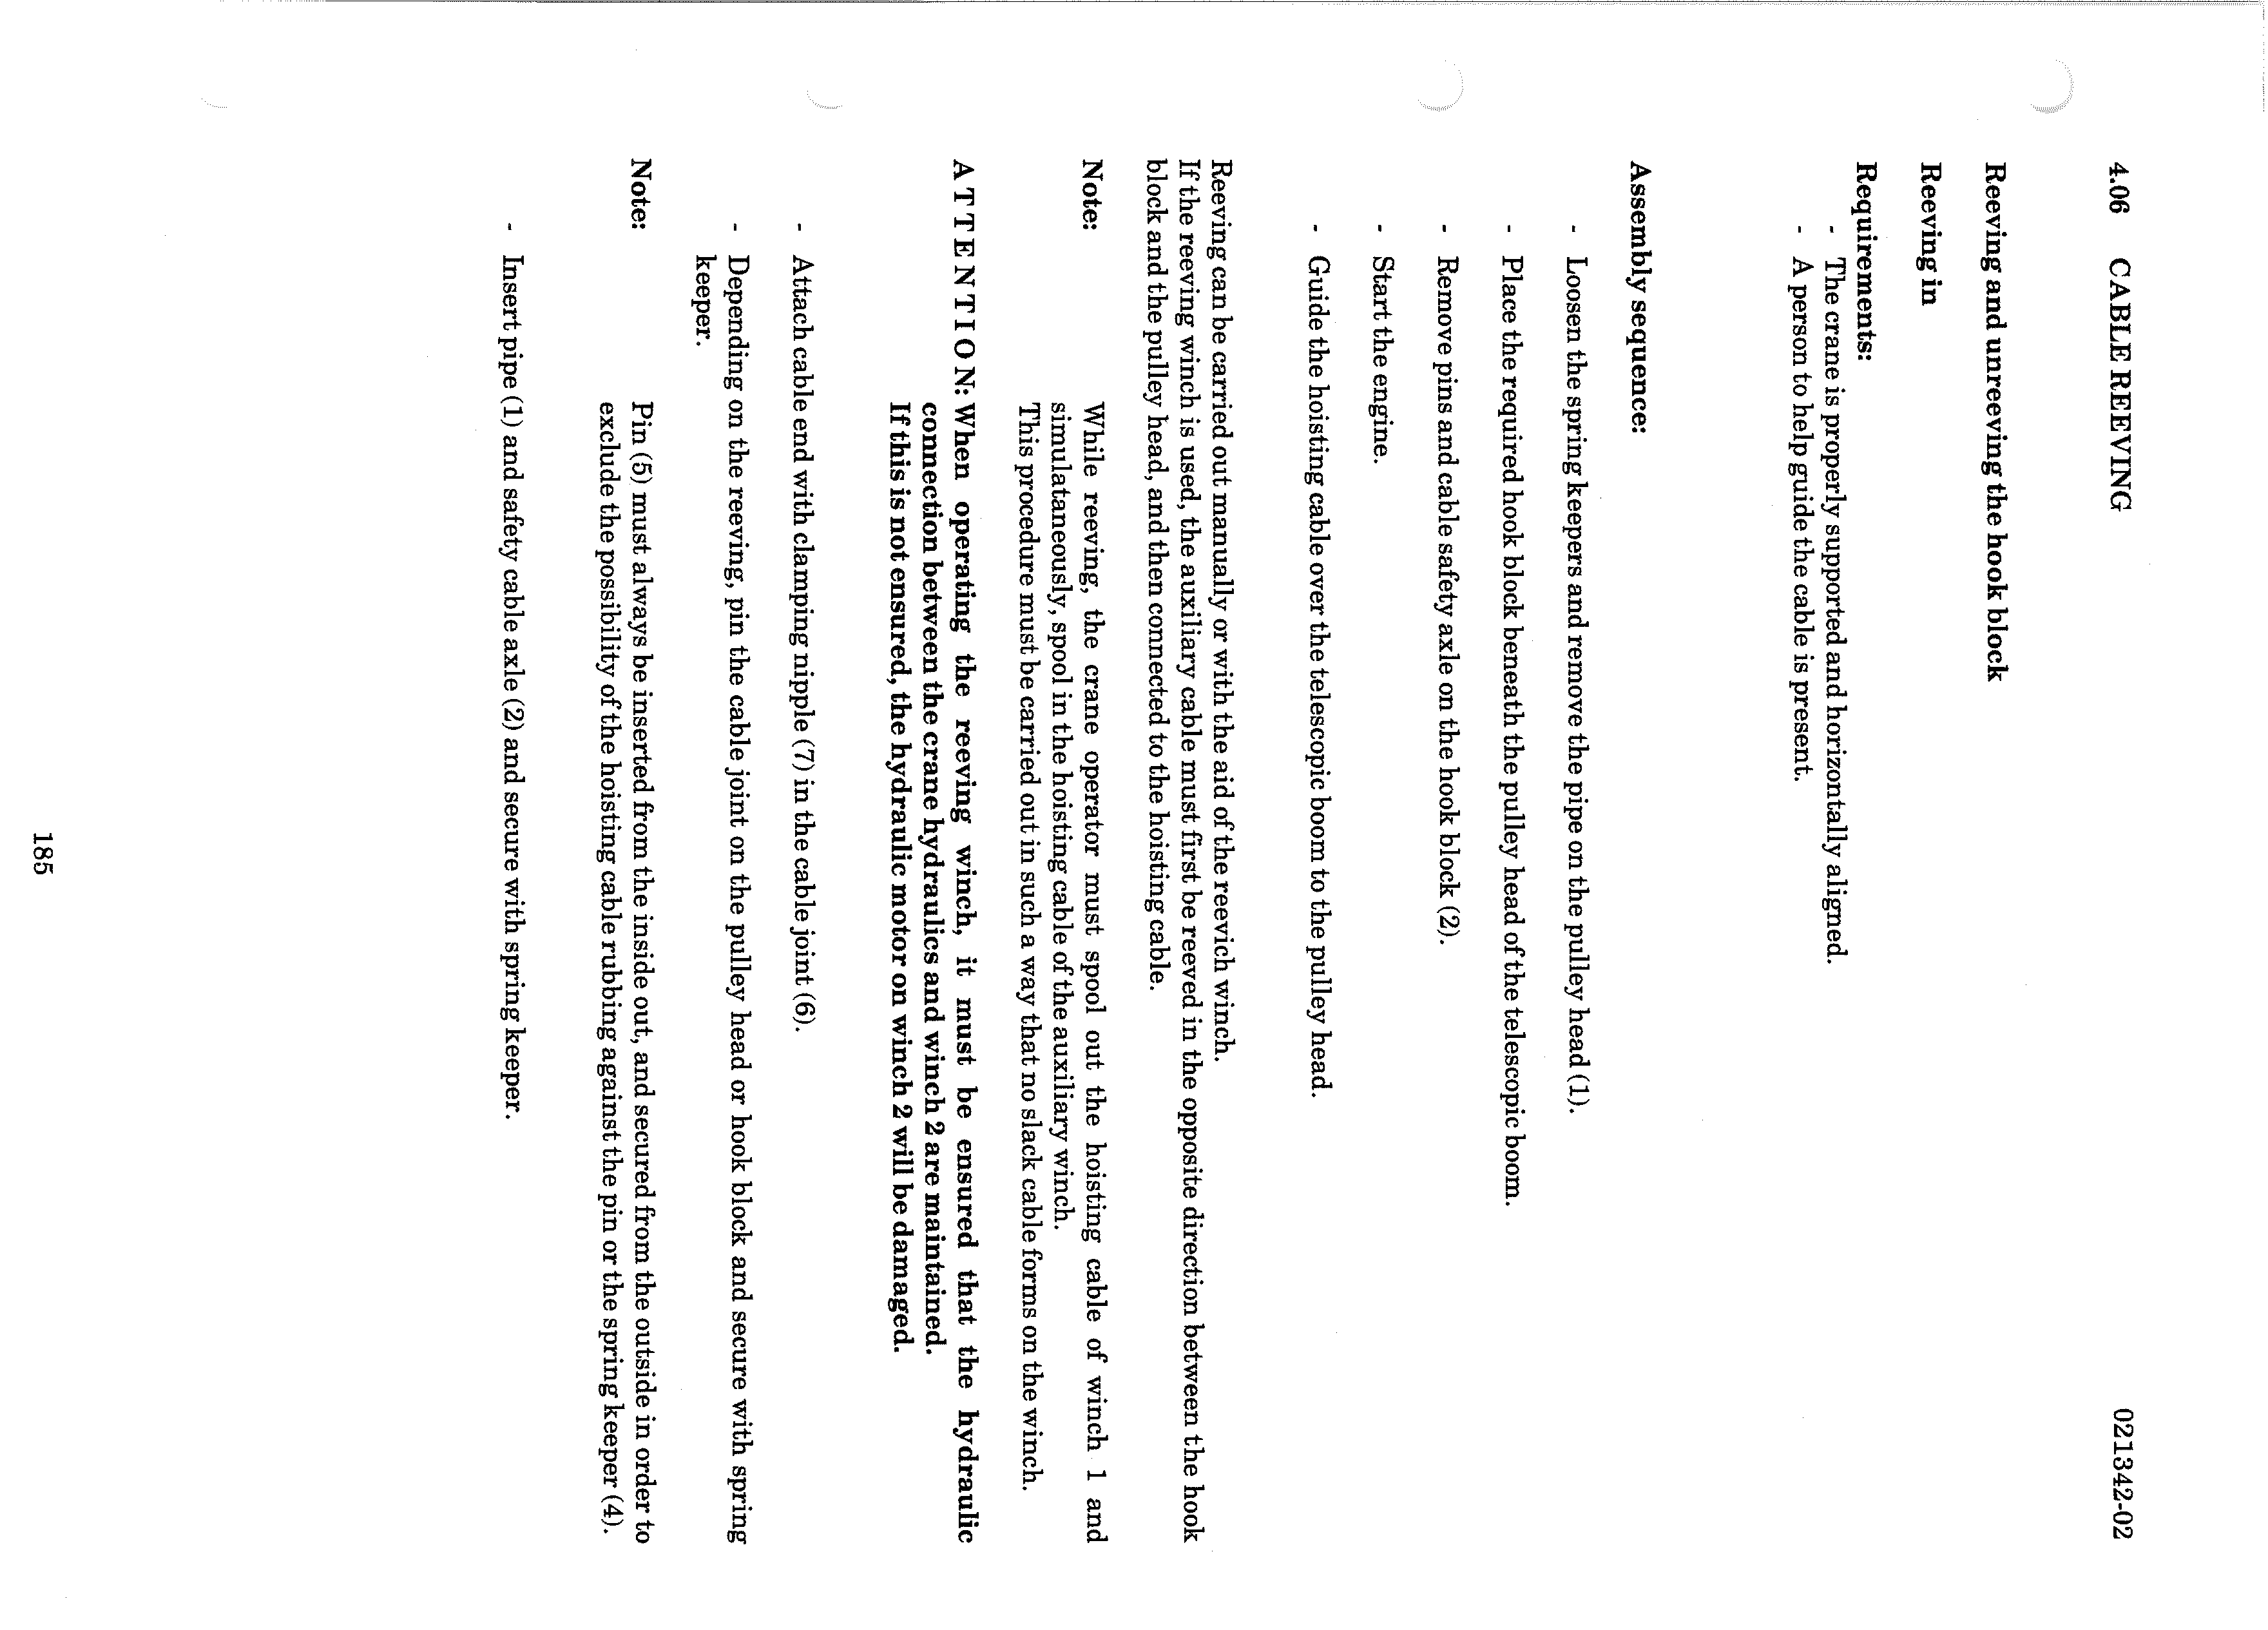 4.06 CABLE REEVING 021342-02
Reeving and unreeving the hook block
Reeving in
Requirements:
- The crane is properly supported and horizontally aligned.
- A person to help guide the cable is present.
Assembly sequence:
- Loosen the spring keepers and remove the pipe on the pulley head (1).
- Place the required hook block beneath the pulley head of the telescopic boom.
- Remove pins and cable safety axle on the hook block (2).
- Start the engine.
- Guide the hoisting cable over the telescopic boom to the pulley head.
Reeving can be carried out manually or with the aid of the reevich winch.
If the reeving winch is used, the auxiliary cable must first be reeved in the opposite direction between the hook
block and the pulley head, and then connected to the hoisting cable.
Note: While reeving, the crane operator must spool out the hoisting cable of winch 1 and
simulataneously, spool in the hoisting cable of the auxiliary winch.
This procedure must be carried out in such a way that no slack cable forms on the winch.
A T T E N T I O N: When operating the reeving winch, it must be ensured that the hydraulic
connection between the crane hydraulics and winch 2 are maintained.
If this is not ensured, the hydraulic motor on winch 2 will be damaged.
- Attach cable end with clamping nipple (7) in the cable joint (6).
- Depending on the reeving, pin the cable joint on the pulley head or hook block and secure with spring
keeper.
Note: Pin (5) must always be inserted from the inside out, and secured from the outside in order to
exclude the possibility of the hoisting cable rubbing against the pin or the spring keeper (4).
- Insert pipe (1) and safety cable axle (2) and secure with spring keeper.
185